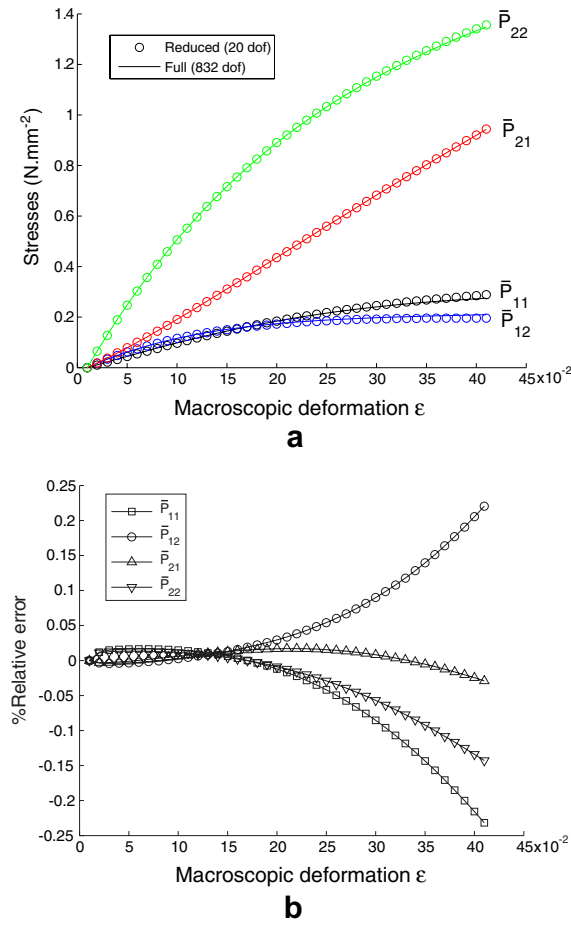 1.4
1.2
1
0.8
0.6
0.4
0.2
0
Stresses (N.mm⁻²)
Reduced (20 dof)
Full (832 dof)
P̄₂₂
P̄₂₁
P̄₁₁
P̄₁₂
0 5 10 15 20 25 30 35 40 45x10⁻²
Macroscopic deformation ε
a
0.25
0.2
0.15
0.1
0.05
0
-0.05
-0.1
-0.15
-0.2
-0.25
%Relative error
P̄₁₁
P̄₁₂
P̄₂₁
P̄₂₂
0 5 10 15 20 25 30 35 40 45x10⁻²
Macroscopic deformation ε
b